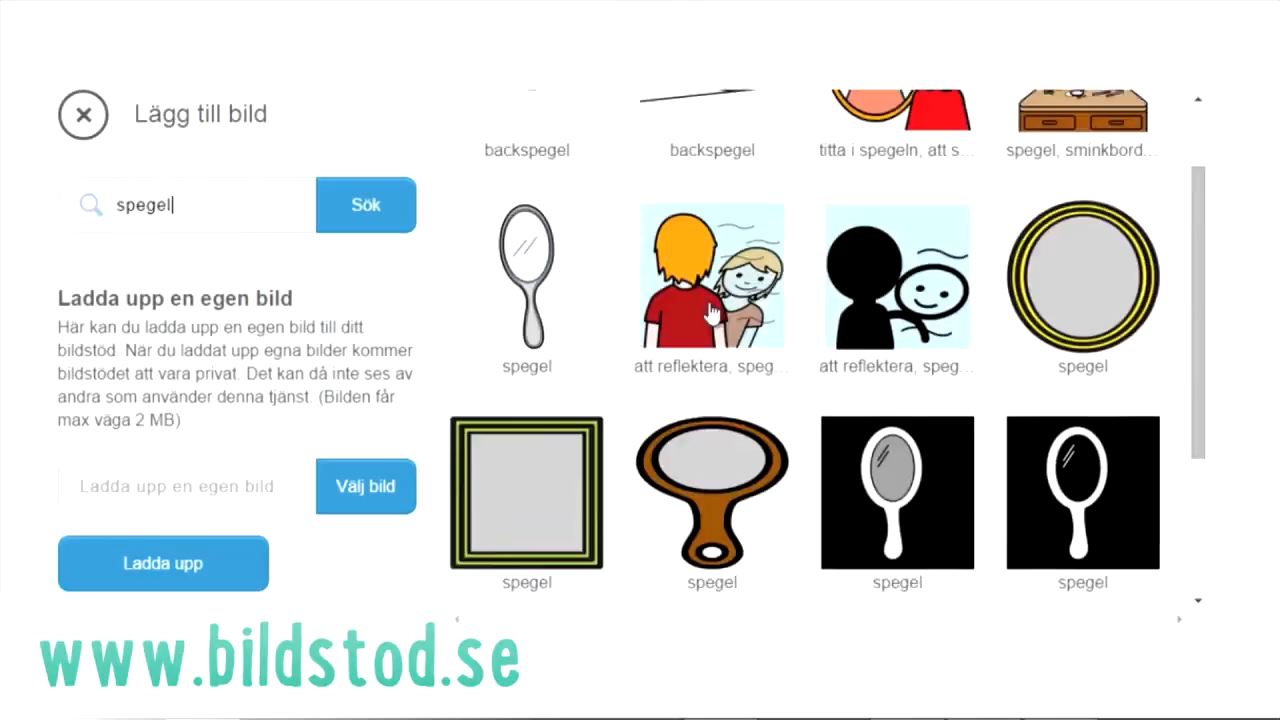 Lägg till bild
spegel
Sök
Ladda upp en egen bild
Här kan du ladda upp en egen bild till ditt
bildstöd. När du laddat upp egna bilder kommer
bildstödet att vara privat. Det kan då inte ses av
andra som använder denna tjänst. (Bilden får
max väga 2 MB)
Ladda upp en egen bild
Välj bild
Ladda upp
backspegel
backspegel
titta i spegeln, att s...
spegel, sminkbord...
spegel
att reflektera, speg...
att reflektera, speg...
spegel
spegel
spegel
spegel
spegel
www.bildstod.se